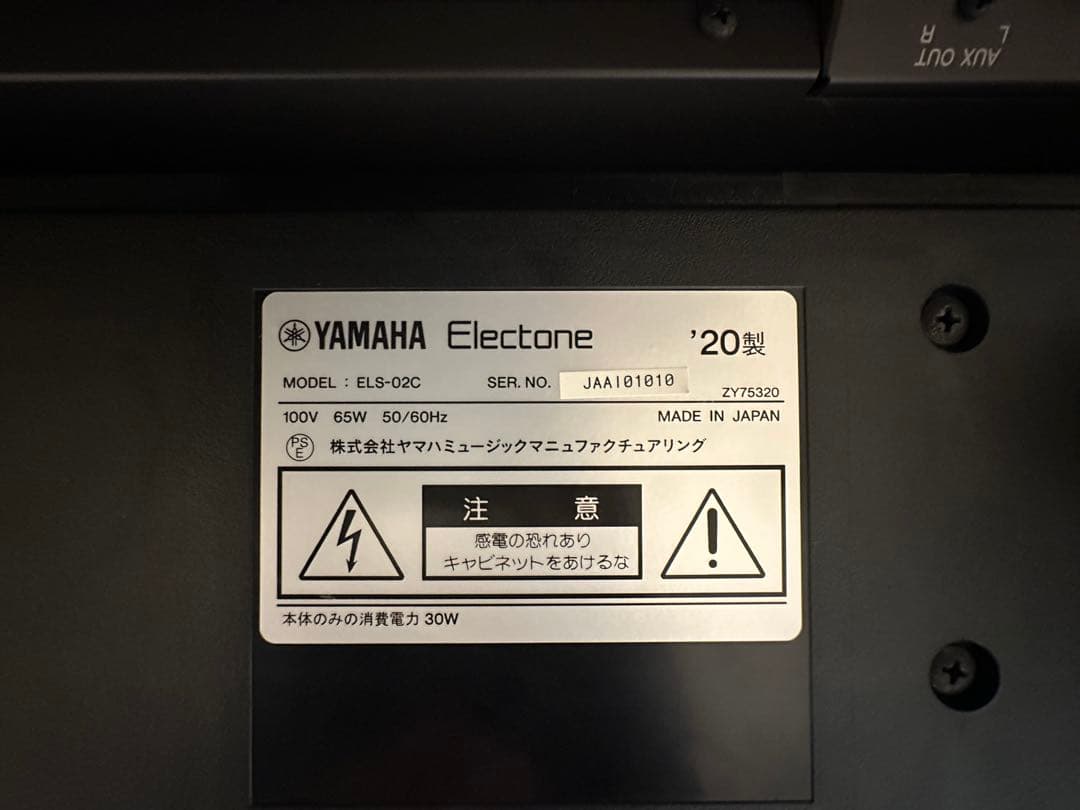 R L
AUX OUT
YAMAHA Electone '20製
MODEL : ELS-02C SER. NO. JAAI01010
ZY75320
100V 65W 50/60Hz MADE IN JAPAN
PS
E
株式会社ヤマハミュージックマニュファクチュアリング
注意
感電の恐れあり
キャビネットをあけるな
本体のみの消費電力 30W